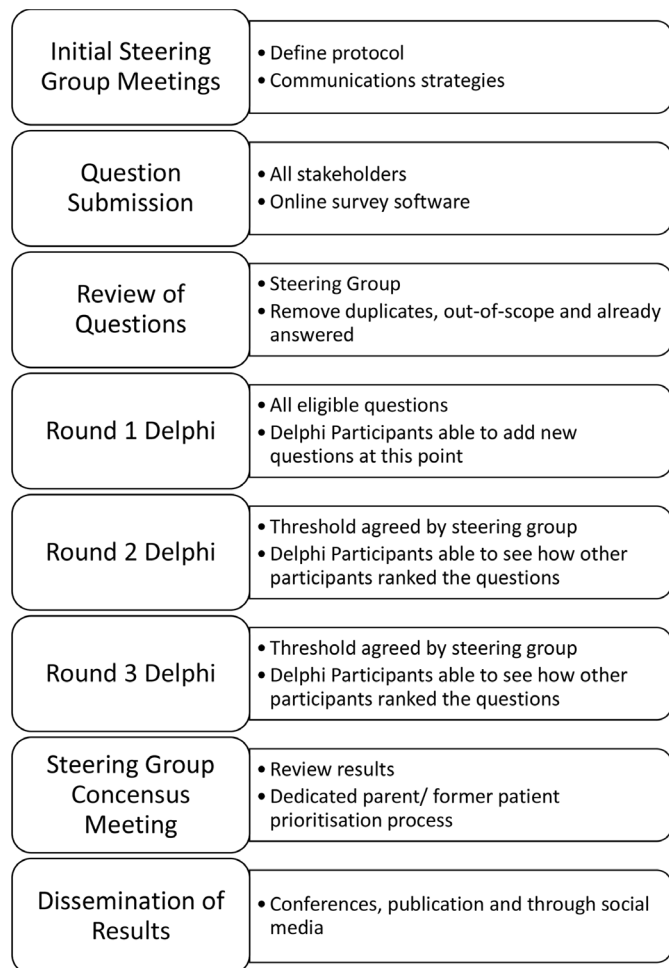 Initial Steering
Group Meetings
• Define protocol
• Communications strategies
Question
Submission
• All stakeholders
• Online survey software
Review of
Questions
• Steering Group
• Remove duplicates, out-of-scope and already
answered
Round 1 Delphi
• All eligible questions
• Delphi Participants able to add new
questions at this point
Round 2 Delphi
• Threshold agreed by steering group
• Delphi Participants able to see how other
participants ranked the questions
Round 3 Delphi
• Threshold agreed by steering group
• Delphi Participants able to see how other
participants ranked the questions
Steering Group
Concensus
Meeting
• Review results
• Dedicated parent/ former patient
prioritisation process
Dissemination of
Results
• Conferences, publication and through social
media